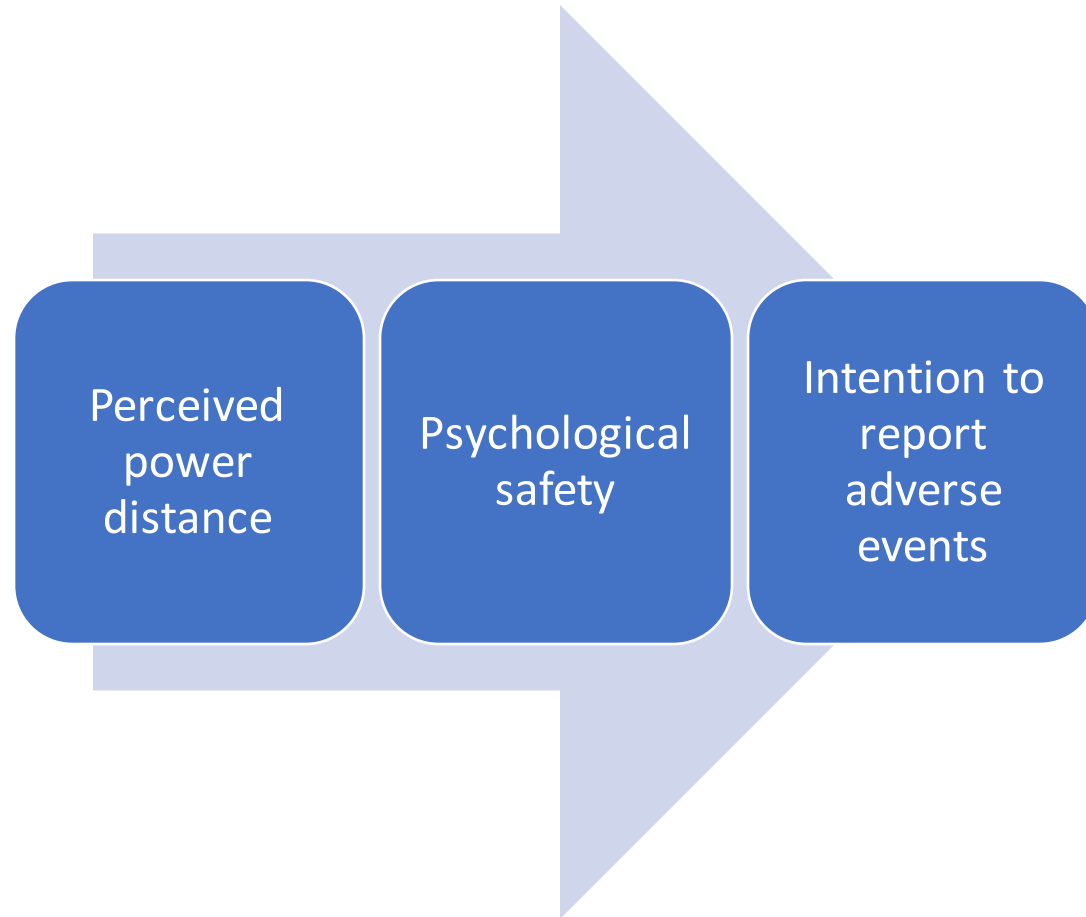 Perceived
power
distance
Psychological
safety
Intention to
report
adverse
events